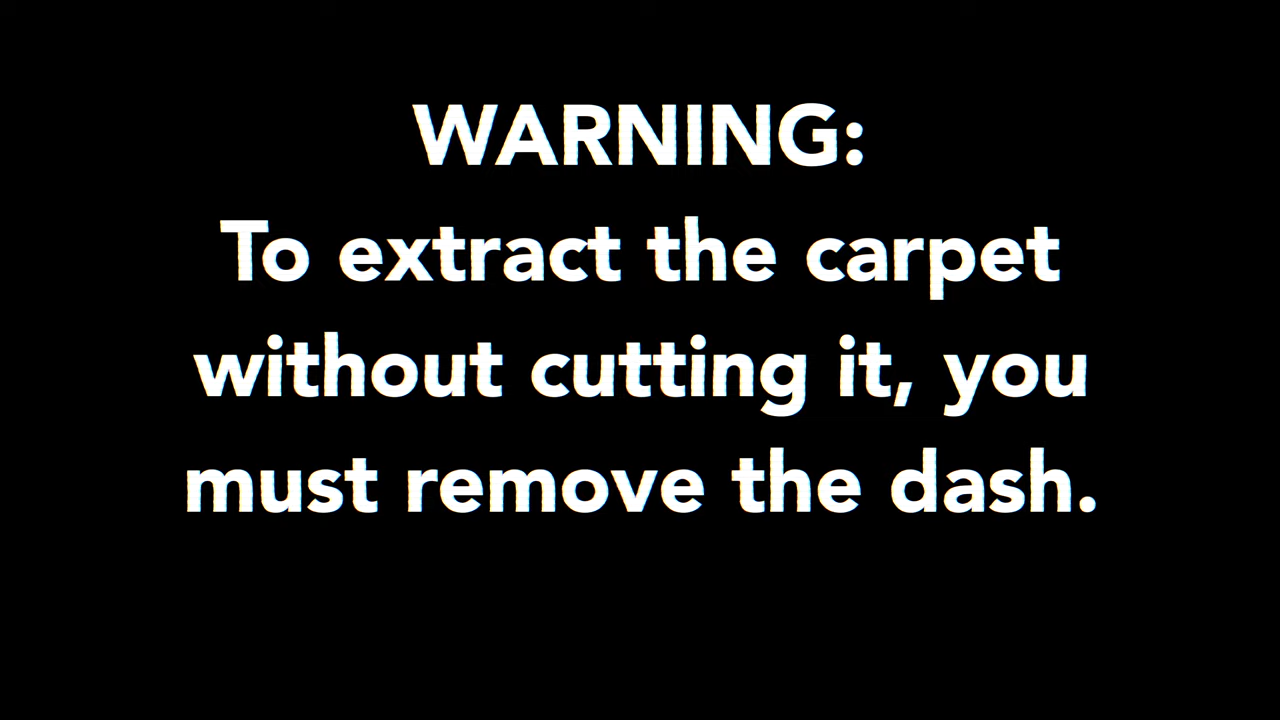 WARNING:
To extract the carpet
without cutting it, you
must remove the dash.